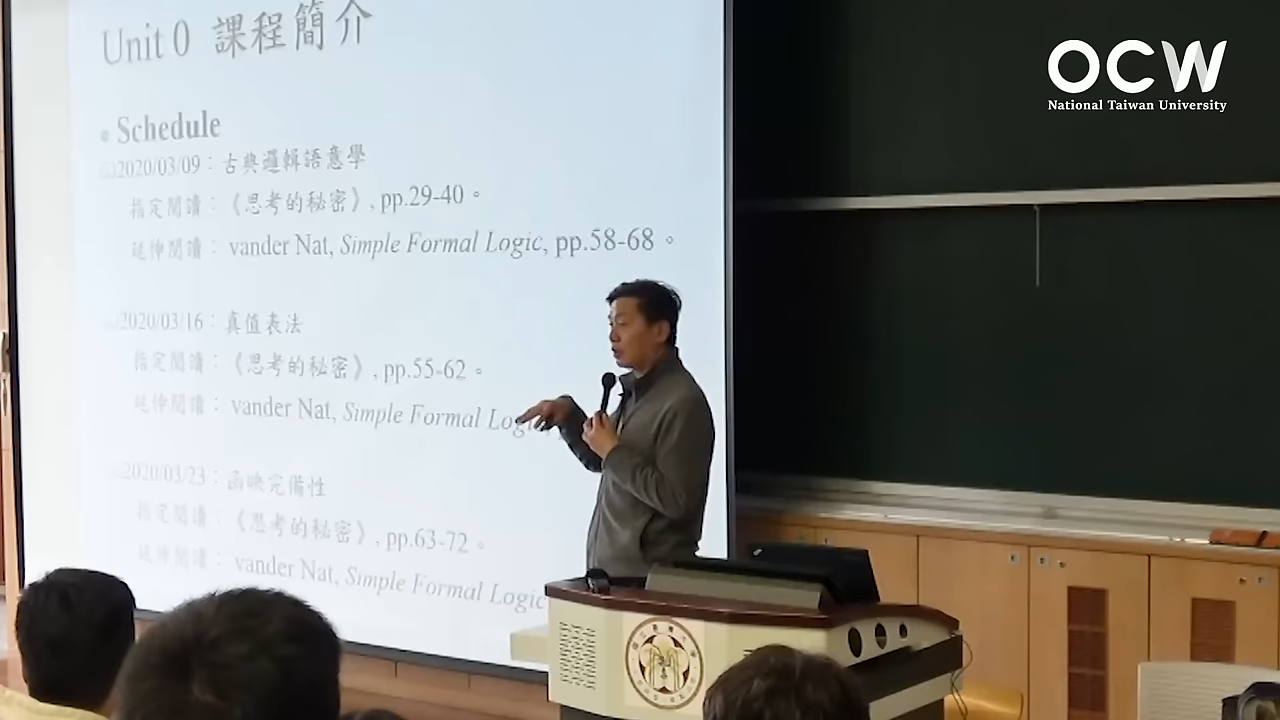 Unit 0 課程簡介
OCW
National Taiwan University
• Schedule
2020/03/09：古典邏輯語意學
指定閱讀：《思考的秘密》, pp.29-40。
延伸閱讀：vander Nat, Simple Formal Logic, pp.58-68。
2020/03/16：真值表法
指定閱讀：《思考的秘密》, pp.55-62。
延伸閱讀：vander Nat, Simple Formal
2020/03/23：函映完備性
指定閱讀：《思考的秘密》, pp.63-72。
延伸閱讀：vander Nat, Simple Formal Logic